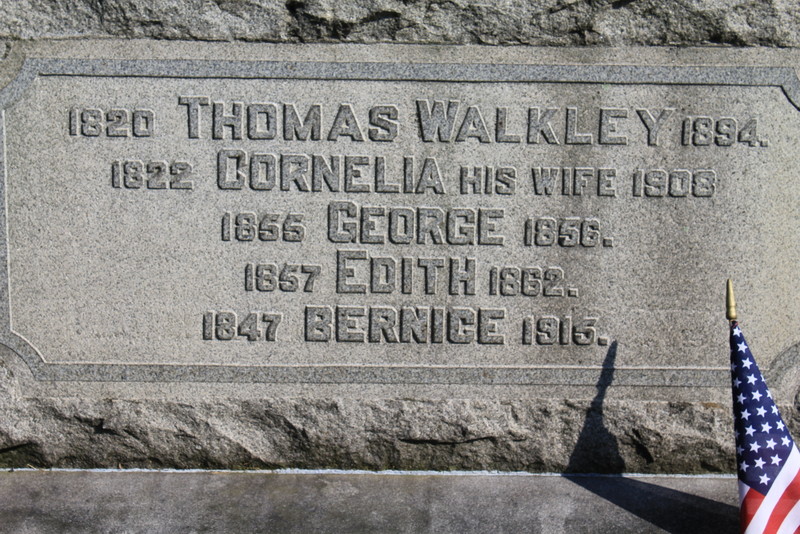 1820 THOMAS WALKLEY 1894.
1822 CORNELIA HIS WIFE 1908
1855 GEORGE 1856.
1857 EDITH 1862.
1847 BERNICE 1915.